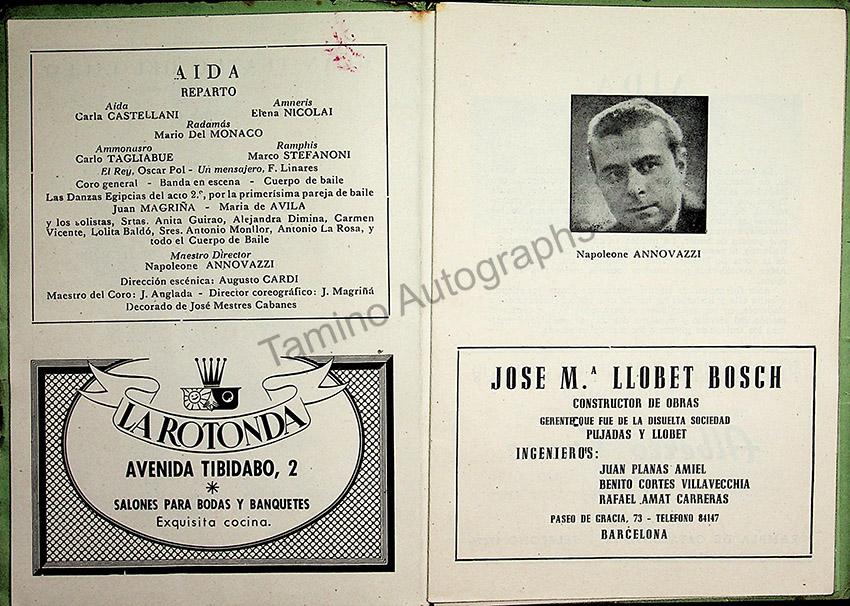 AIDA
REPARTO
Aida Amneris
Carla CASTELLANI Elena NICOLAI
Radamás
Mario Del MONACO
Ammonusro Ramphis
Carlo TAGLIABUE Marco STEFANONI
El Rey, Oscar Pol - Un mensajero, F. Linares
Coro general - Banda en escena - Cuerpo de baile
Las Danzas Egipcias del acto 2.º, por la primerísima pareja de baile
Juan MAGRIÑA - Maria de AVILA
y los solistas, Srtas. Anita Guirao, Alejandra Dimina, Carmen
Vicente, Lolita Baldó, Sres. Antonio Monllor, Antonio La Rosa, y
todo el Cuerpo de Baile
Maestro Director
Napoleone ANNOVAZZI
Dirección escénica: Augusto CARDI
Maestro del Coro: J. Anglada - Director coreográfico: J. Magriñá
Decorado de José Mestres Cabanes
LA ROTONDA
AVENIDA TIBIDABO, 2
*
SALONES PARA BODAS Y BANQUETES
Exquisita cocina.
Napoleone ANNOVAZZI
JOSE M.ª LLOBET BOSCH
CONSTRUCTOR DE OBRAS
GERENTE QUE FUE DE LA DISUELTA SOCIEDAD
PUJADAS Y LLOBET
INGENIEROS:
JUAN PLANAS AMIEL
BENITO CORTES VILLAVECCHIA
RAFAEL AMAT CARRERAS
PASEO DE GRACIA, 73 - TELÉFONO 84147
BARCELONA
Tamino Autographs